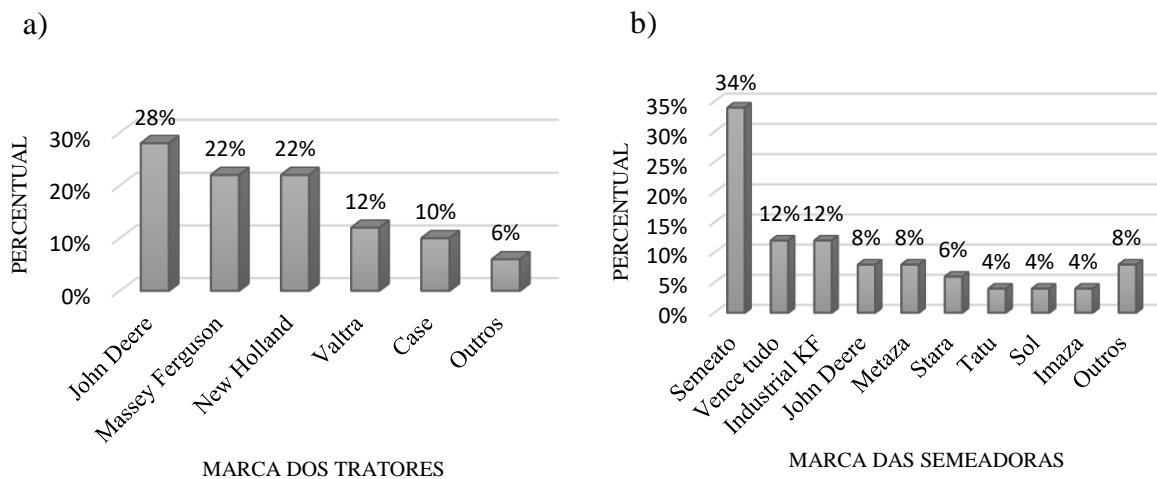 a)
PERCENTUAL
30%
20%
10%
0%
28%
22%
22%
12%
10%
6%
John Deere
Massey Ferguson
New Holland
Valtra
Case
Outros
MARCA DOS TRATORES
b)
PERCENTUAL
35%
30%
25%
20%
15%
10%
5%
0%
34%
12%
12%
8%
8%
6%
4%
4%
4%
8%
Semeato
Vence tudo
Industrial KF
John Deere
Metaza
Stara
Tatu
Sol
Imaza
Outros
MARCA DAS SEMEADORAS